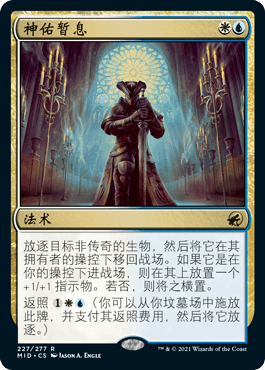 神佑暂息
法术
放逐目标非传奇的生物，然后将它在其
拥有者的操控下移回战场。如果它是在
你的操控下进战场，则在其上放置一个
+1/+1 指示物。若否，则将之横置。
返照 1（你可以从你坟墓场中施放
此牌，并支付其返照费用，然后将它放
逐。）
227/277 R
MID • CS JASON A. ENGLE
™ & © 2021 Wizards of the Coast